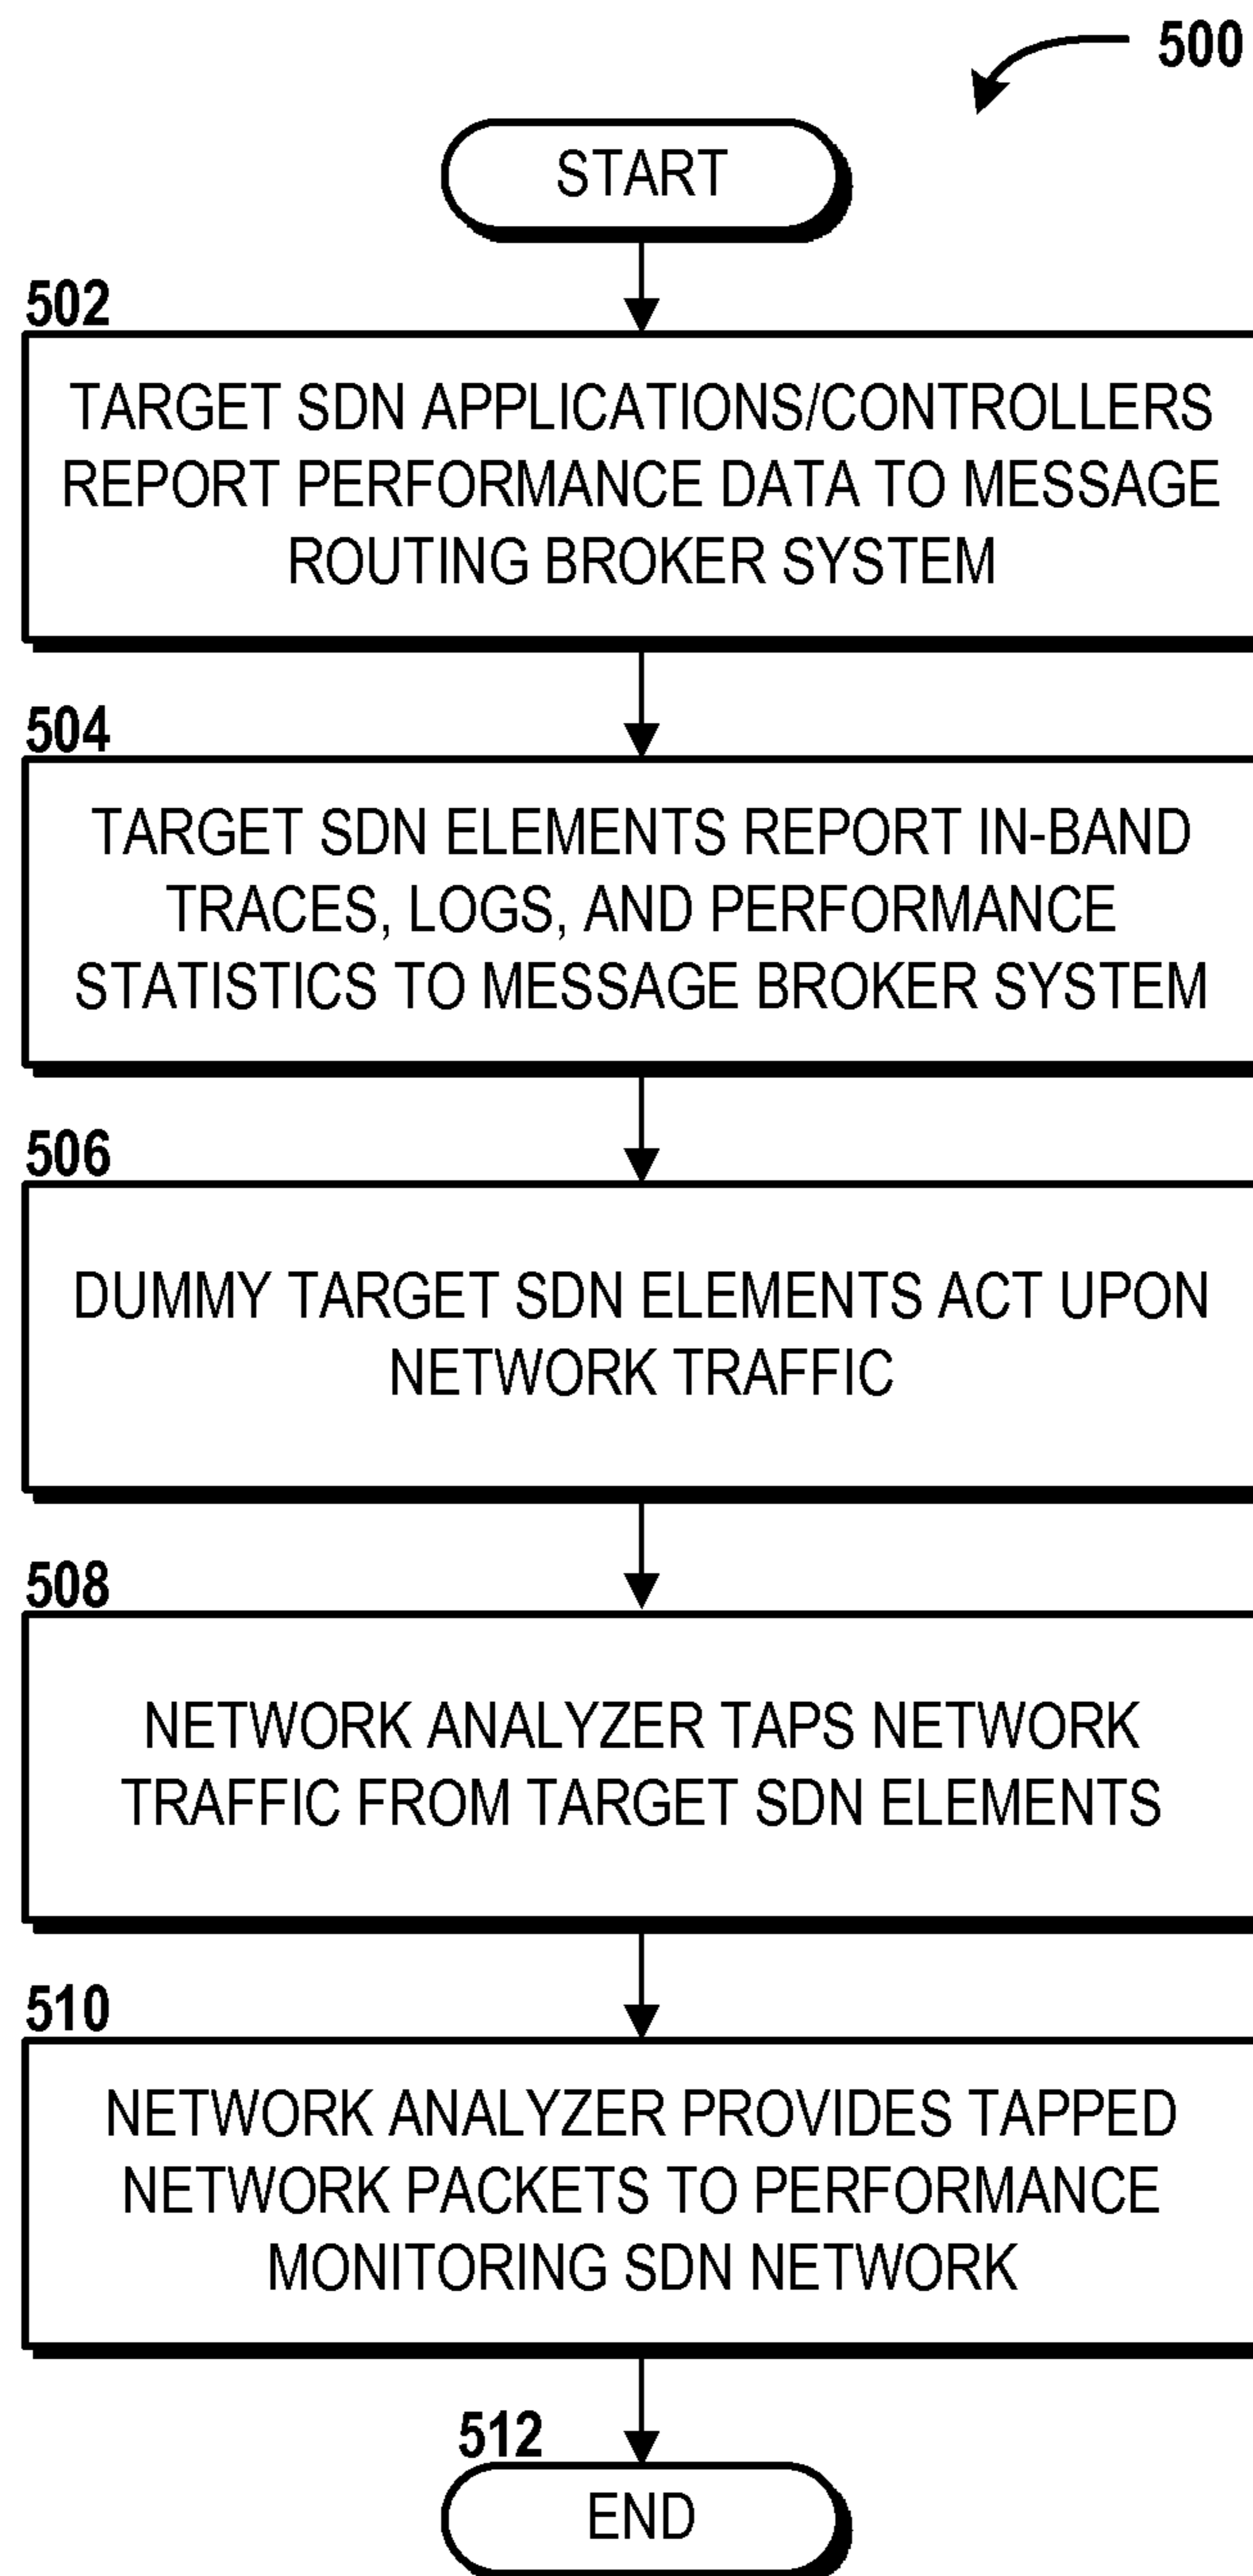 500
START
502
TARGET SDN APPLICATIONS/CONTROLLERS
REPORT PERFORMANCE DATA TO MESSAGE
ROUTING BROKER SYSTEM
504
TARGET SDN ELEMENTS REPORT IN-BAND
TRACES, LOGS, AND PERFORMANCE
STATISTICS TO MESSAGE BROKER SYSTEM
506
DUMMY TARGET SDN ELEMENTS ACT UPON
NETWORK TRAFFIC
508
NETWORK ANALYZER TAPS NETWORK
TRAFFIC FROM TARGET SDN ELEMENTS
510
NETWORK ANALYZER PROVIDES TAPPED
NETWORK PACKETS TO PERFORMANCE
MONITORING SDN NETWORK
512
END